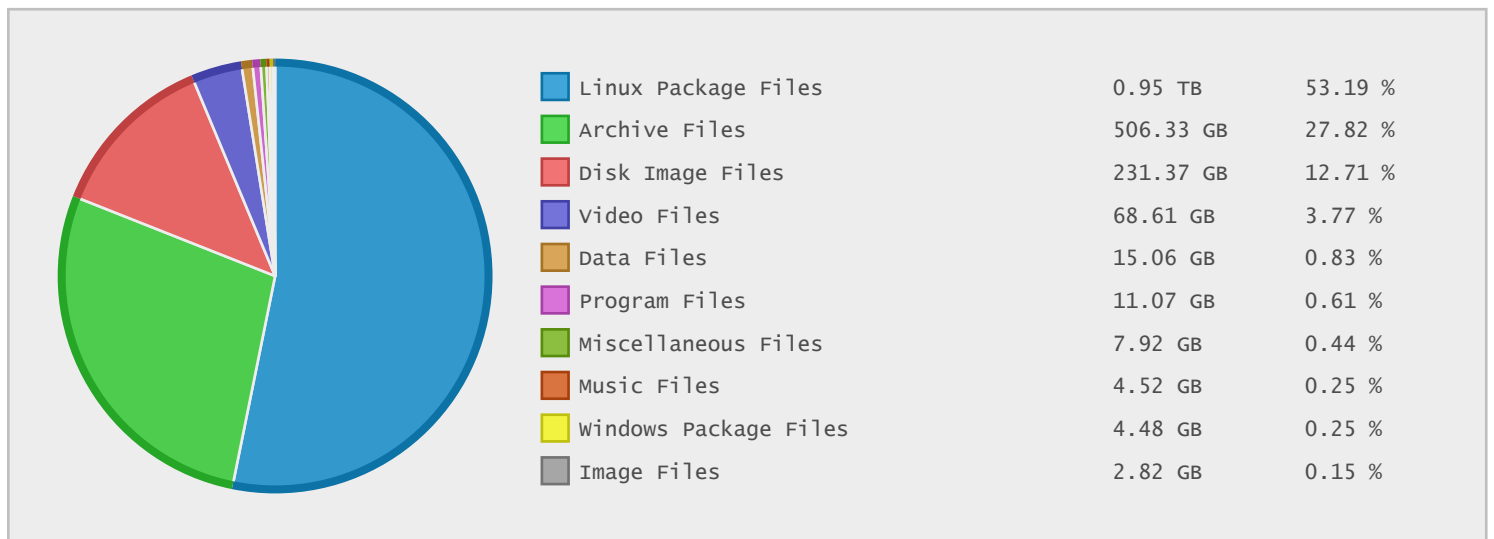 Linux Package Files 0.95 TB 53.19 %
Archive Files 506.33 GB 27.82 %
Disk Image Files 231.37 GB 12.71 %
Video Files 68.61 GB 3.77 %
Data Files 15.06 GB 0.83 %
Program Files 11.07 GB 0.61 %
Miscellaneous Files 7.92 GB 0.44 %
Music Files 4.52 GB 0.25 %
Windows Package Files 4.48 GB 0.25 %
Image Files 2.82 GB 0.15 %